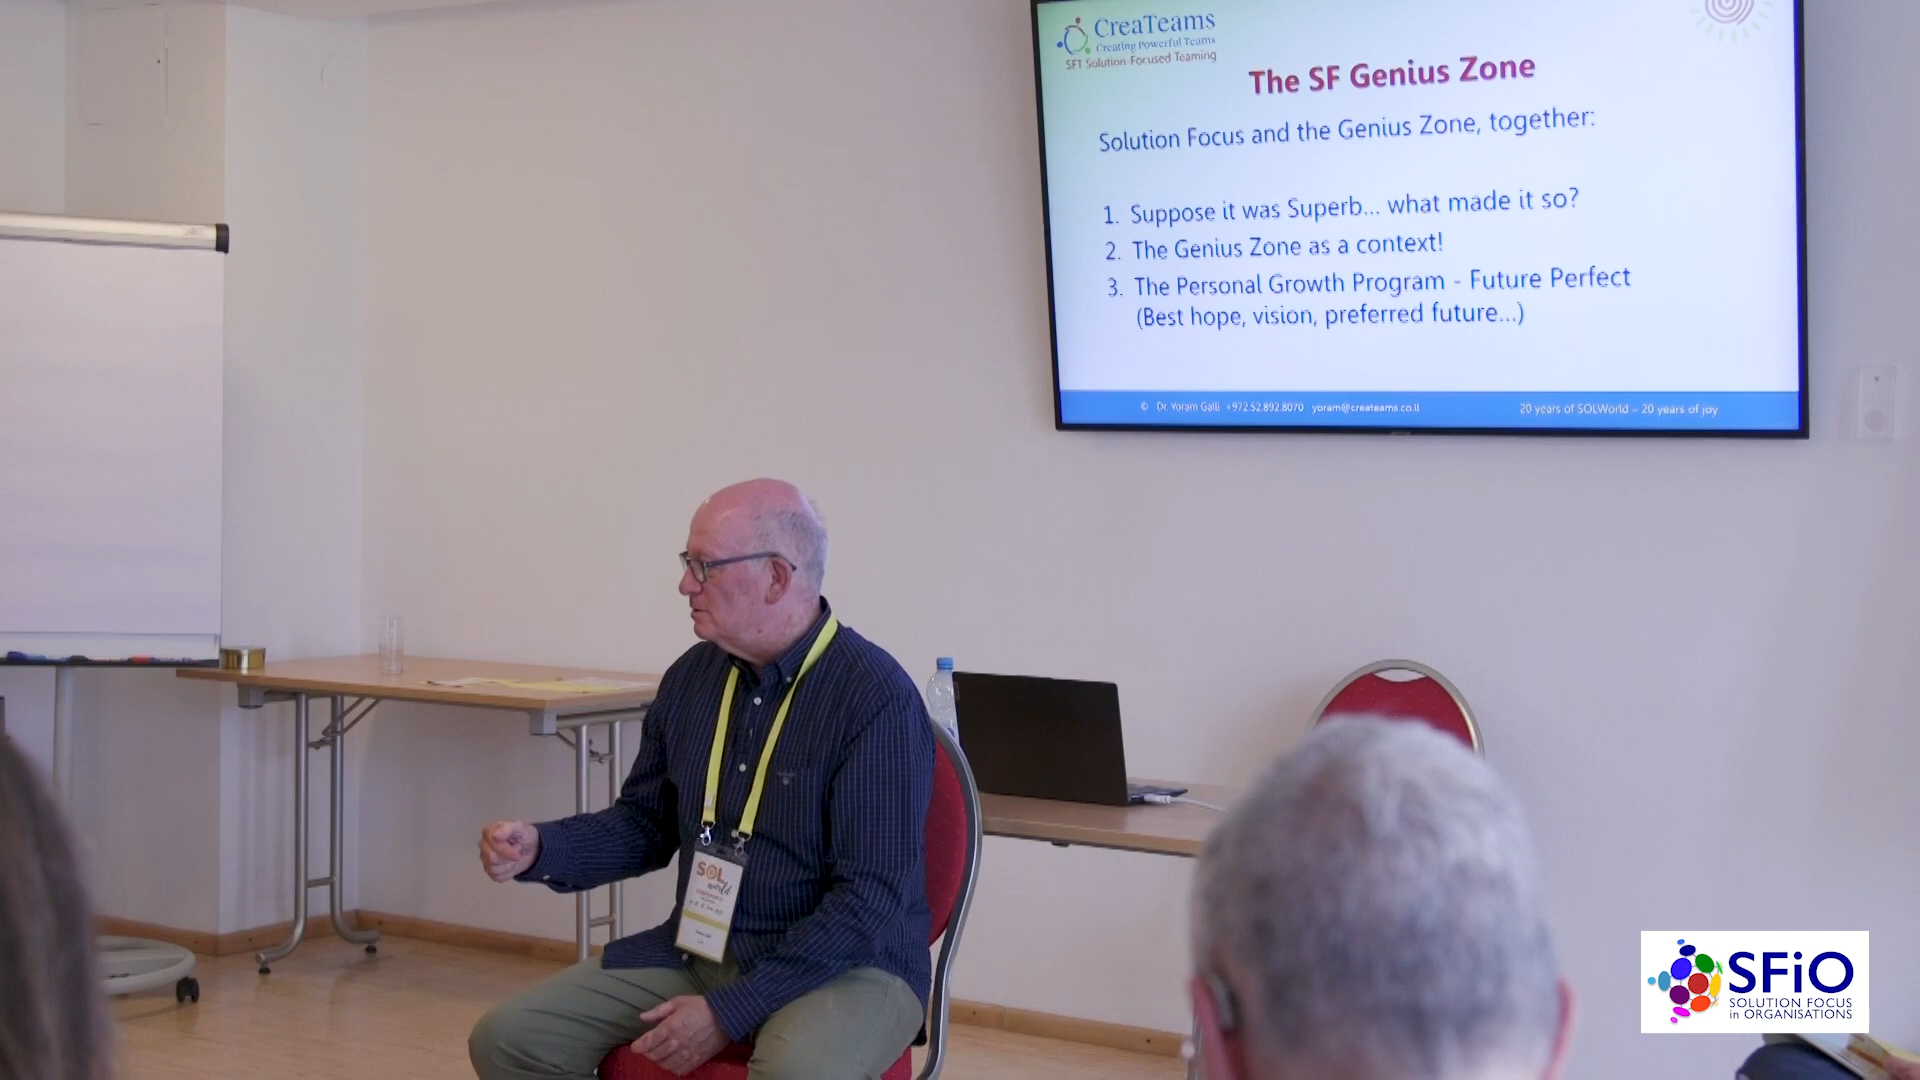 CreaTeams
Creating Powerful Teams
SFT Solution-Focused Teaming
The SF Genius Zone
Solution Focus and the Genius Zone, together:
1. Suppose it was Superb... what made it so?
2. The Genius Zone as a context!
3. The Personal Growth Program - Future Perfect
(Best hope, vision, preferred future...)
© Dr. Yoram Galli +972.52.892.8070 yoram@createams.co.il
20 years of SOLWorld – 20 years of joy
SOL
world
SFiO
SOLUTION FOCUS
in ORGANISATIONS